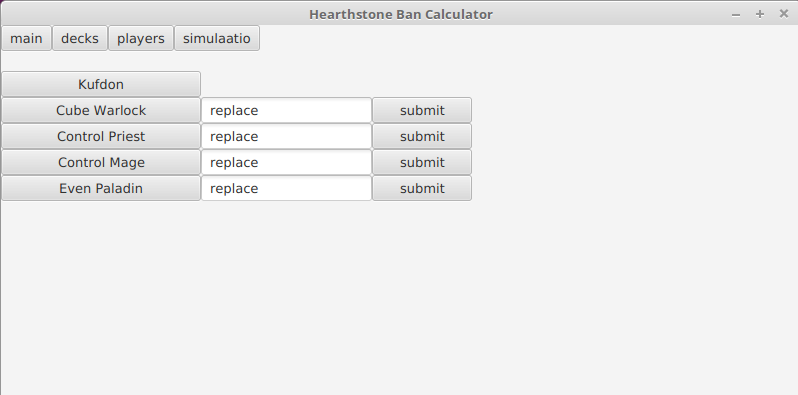 Hearthstone Ban Calculator
main decks players simulaatio
Kufdon
Cube Warlock replace submit
Control Priest replace submit
Control Mage replace submit
Even Paladin replace submit